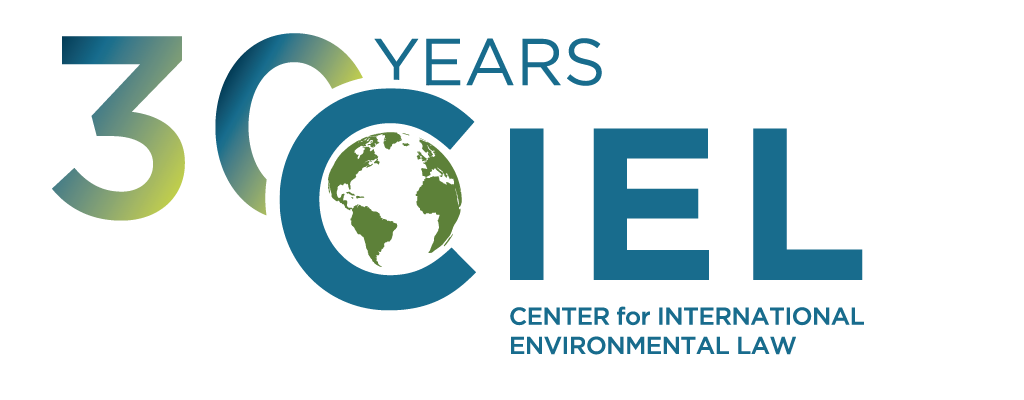 30 YEARS
CIEL
CENTER for INTERNATIONAL
ENVIRONMENTAL LAW